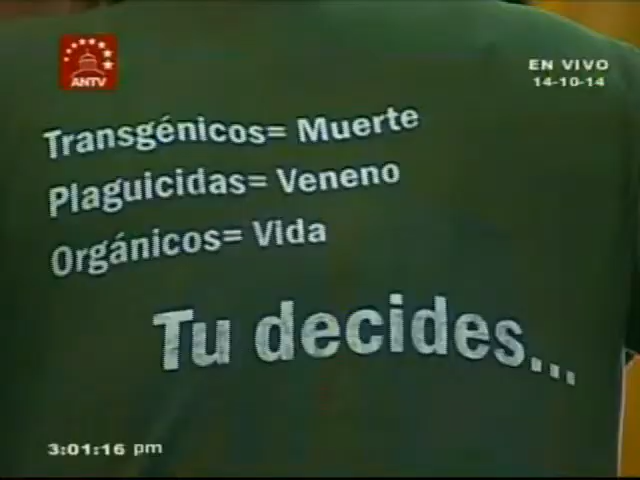 ANTV
EN VIVO
14-10-14
Transgénicos= Muerte
Plaguicidas= Veneno
Orgánicos= Vida
Tu decides...
3:01:16 pm